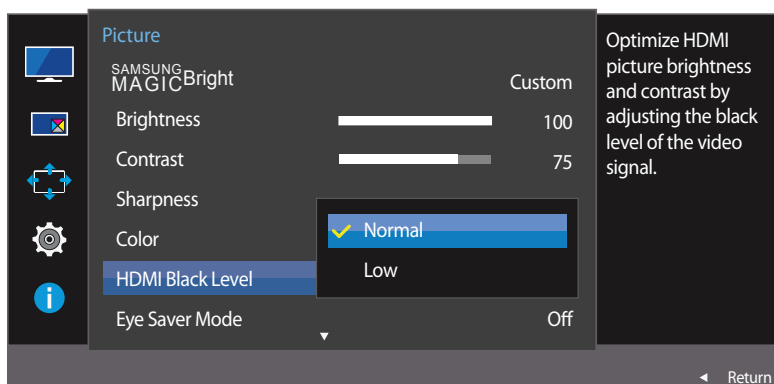 Picture
SAMSUNG
MAGICBright Custom
Brightness 100
Contrast 75
Sharpness
Color
HDMI Black Level
Eye Saver Mode Off
Normal
Low
Optimize HDMI
picture brightness
and contrast by
adjusting the black
level of the video
signal.
Return